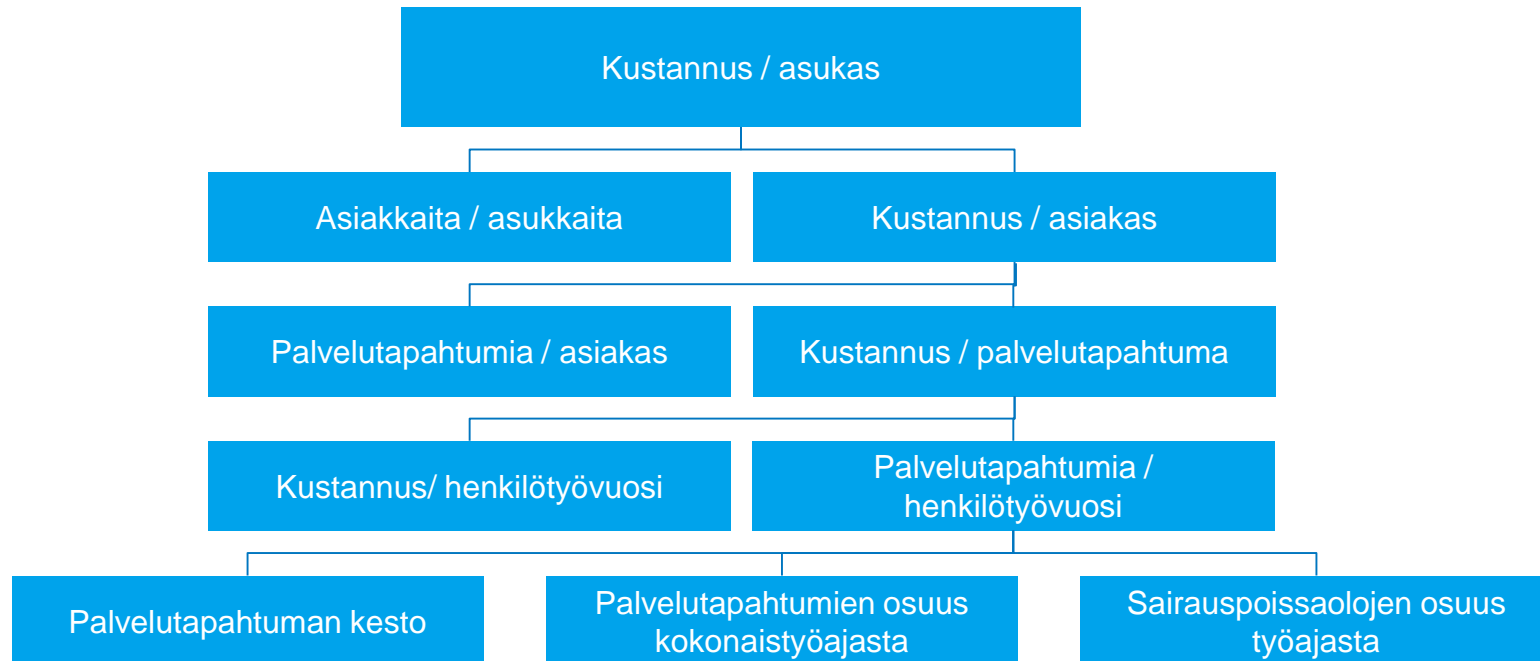 Kustannus / asukas
Asiakkaita / asukkaita
Kustannus / asiakas
Palvelutapahtumia / asiakas
Kustannus / palvelutapahtuma
Kustannus/ henkilötyövuosi
Palvelutapahtumia /
henkilötyövuosi
Palvelutapahtuman kesto
Palvelutapahtumien osuus
kokonaistyöajasta
Sairauspoissaolojen osuus
työajasta